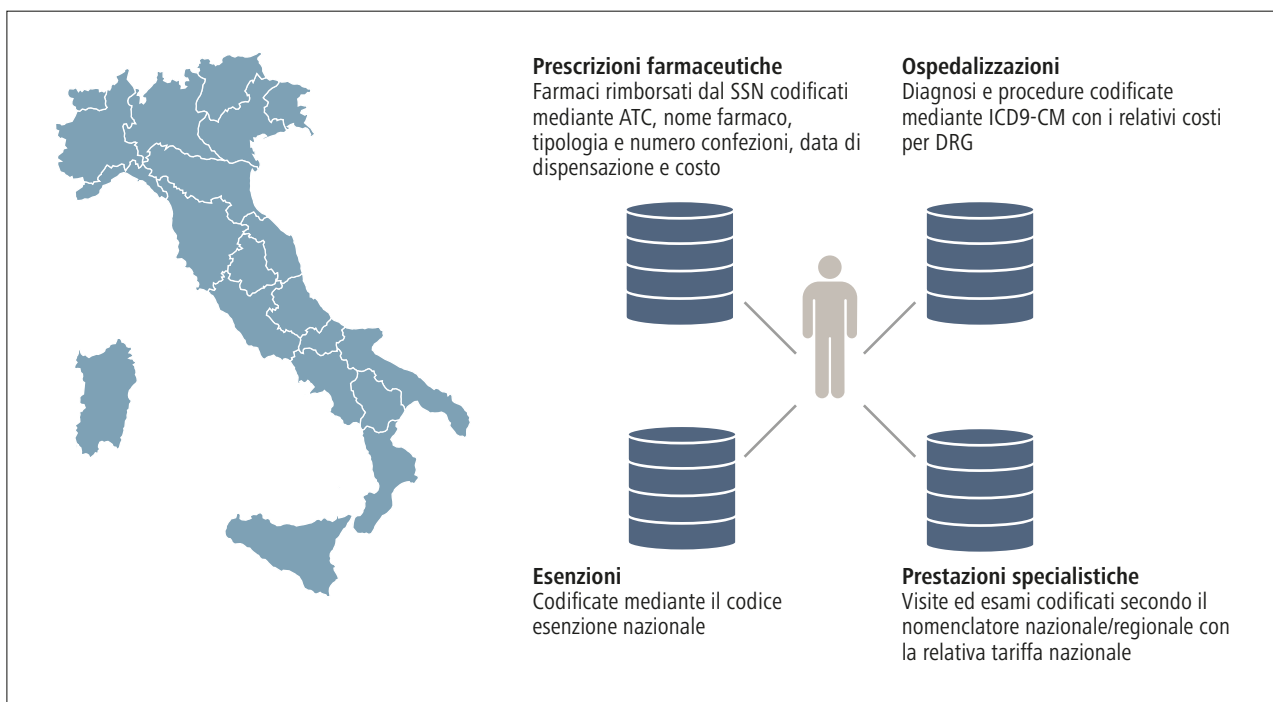 Prescrizioni farmaceutiche
Farmaci rimborsati dal SSN codificati
mediante ATC, nome farmaco,
tipologia e numero confezioni, data di
dispensazione e costo
Ospedalizzazioni
Diagnosi e procedure codificate
mediante ICD9-CM con i relativi costi
per DRG
Esenzioni
Codificate mediante il codice
esenzione nazionale
Prestazioni specialistiche
Visite ed esami codificati secondo il
nomenclatore nazionale/regionale con
la relativa tariffa nazionale